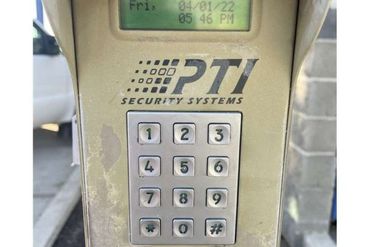 Fri, 04/01/22
05 46 PM
PTI
SECURITY SYSTEMS
1 2 3
4 5 6
7 8 9
* 0 #